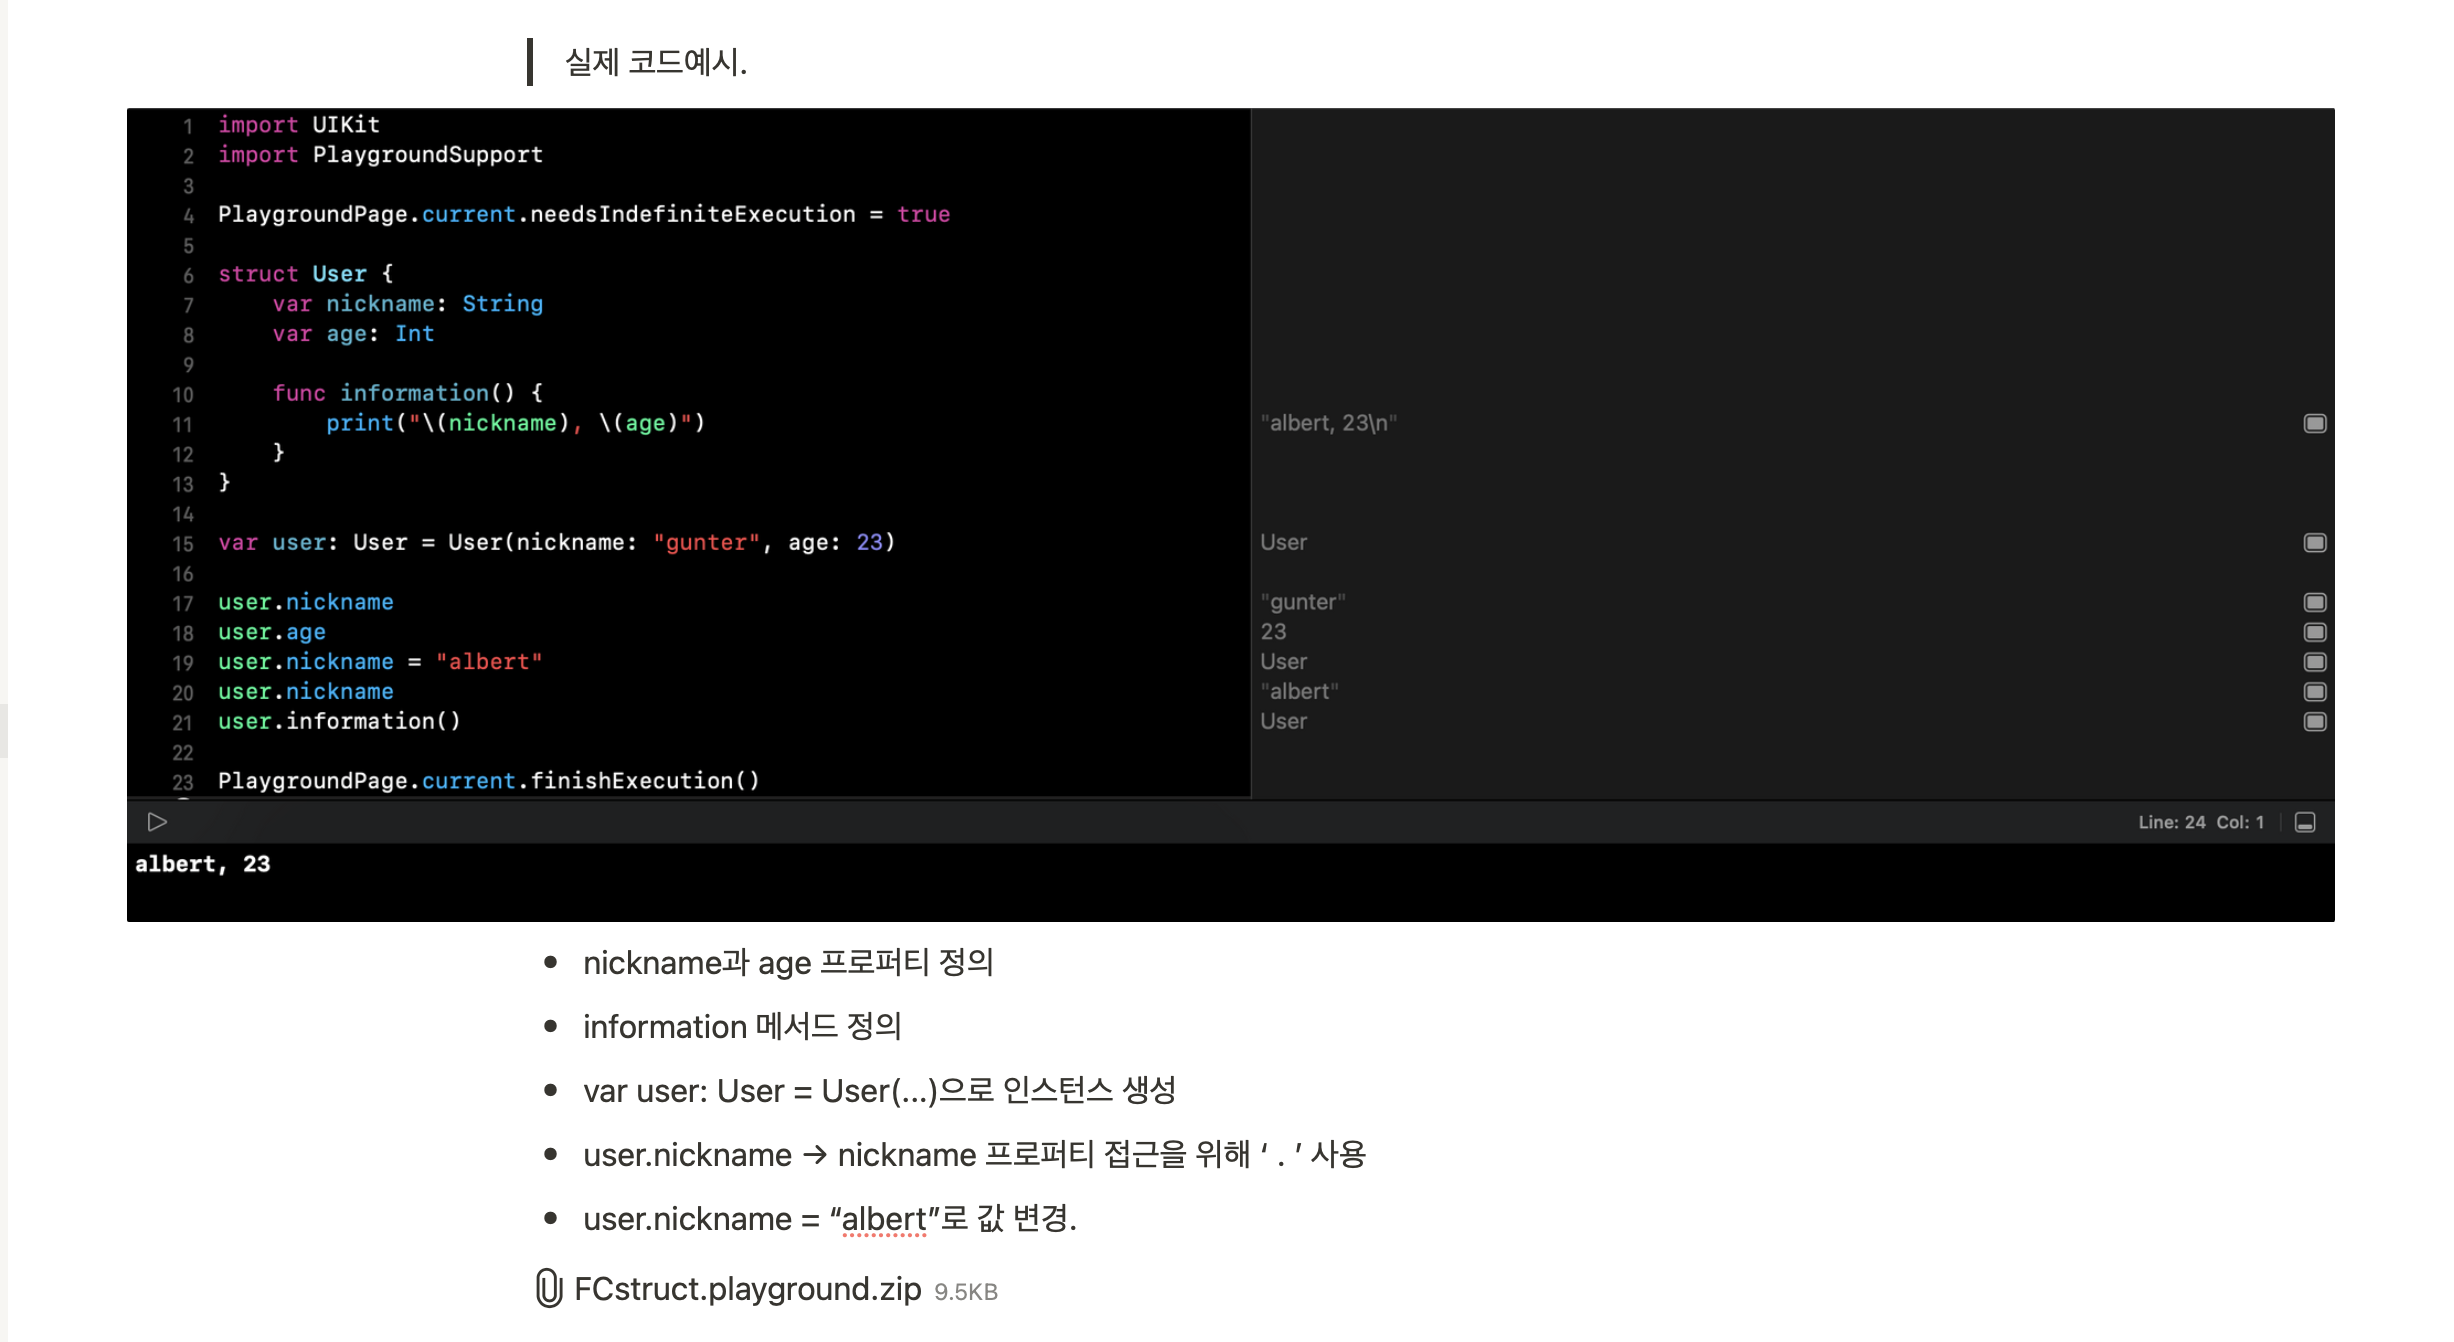 실제 코드예시.
1 import UIKit
2 import PlaygroundSupport
3
4 PlaygroundPage.current.needsIndefiniteExecution = true
5
6 struct User {
7     var nickname: String
8     var age: Int
9
10     func information() {
11         print("\(nickname), \(age)") "albert, 23\n"
12     }
13 }
14
15 var user: User = User(nickname: "gunter", age: 23) User
16
17 user.nickname "gunter"
18 user.age 23
19 user.nickname = "albert" User
20 user.nickname "albert"
21 user.information() User
22
23 PlaygroundPage.current.finishExecution()
Line: 24 Col: 1
albert, 23
• nickname과 age 프로퍼티 정의
• information 메서드 정의
• var user: User = User(...)으로 인스턴스 생성
• user.nickname → nickname 프로퍼티 접근을 위해 ‘ . ’ 사용
• user.nickname = “albert”로 값 변경.
FCstruct.playground.zip 9.5KB